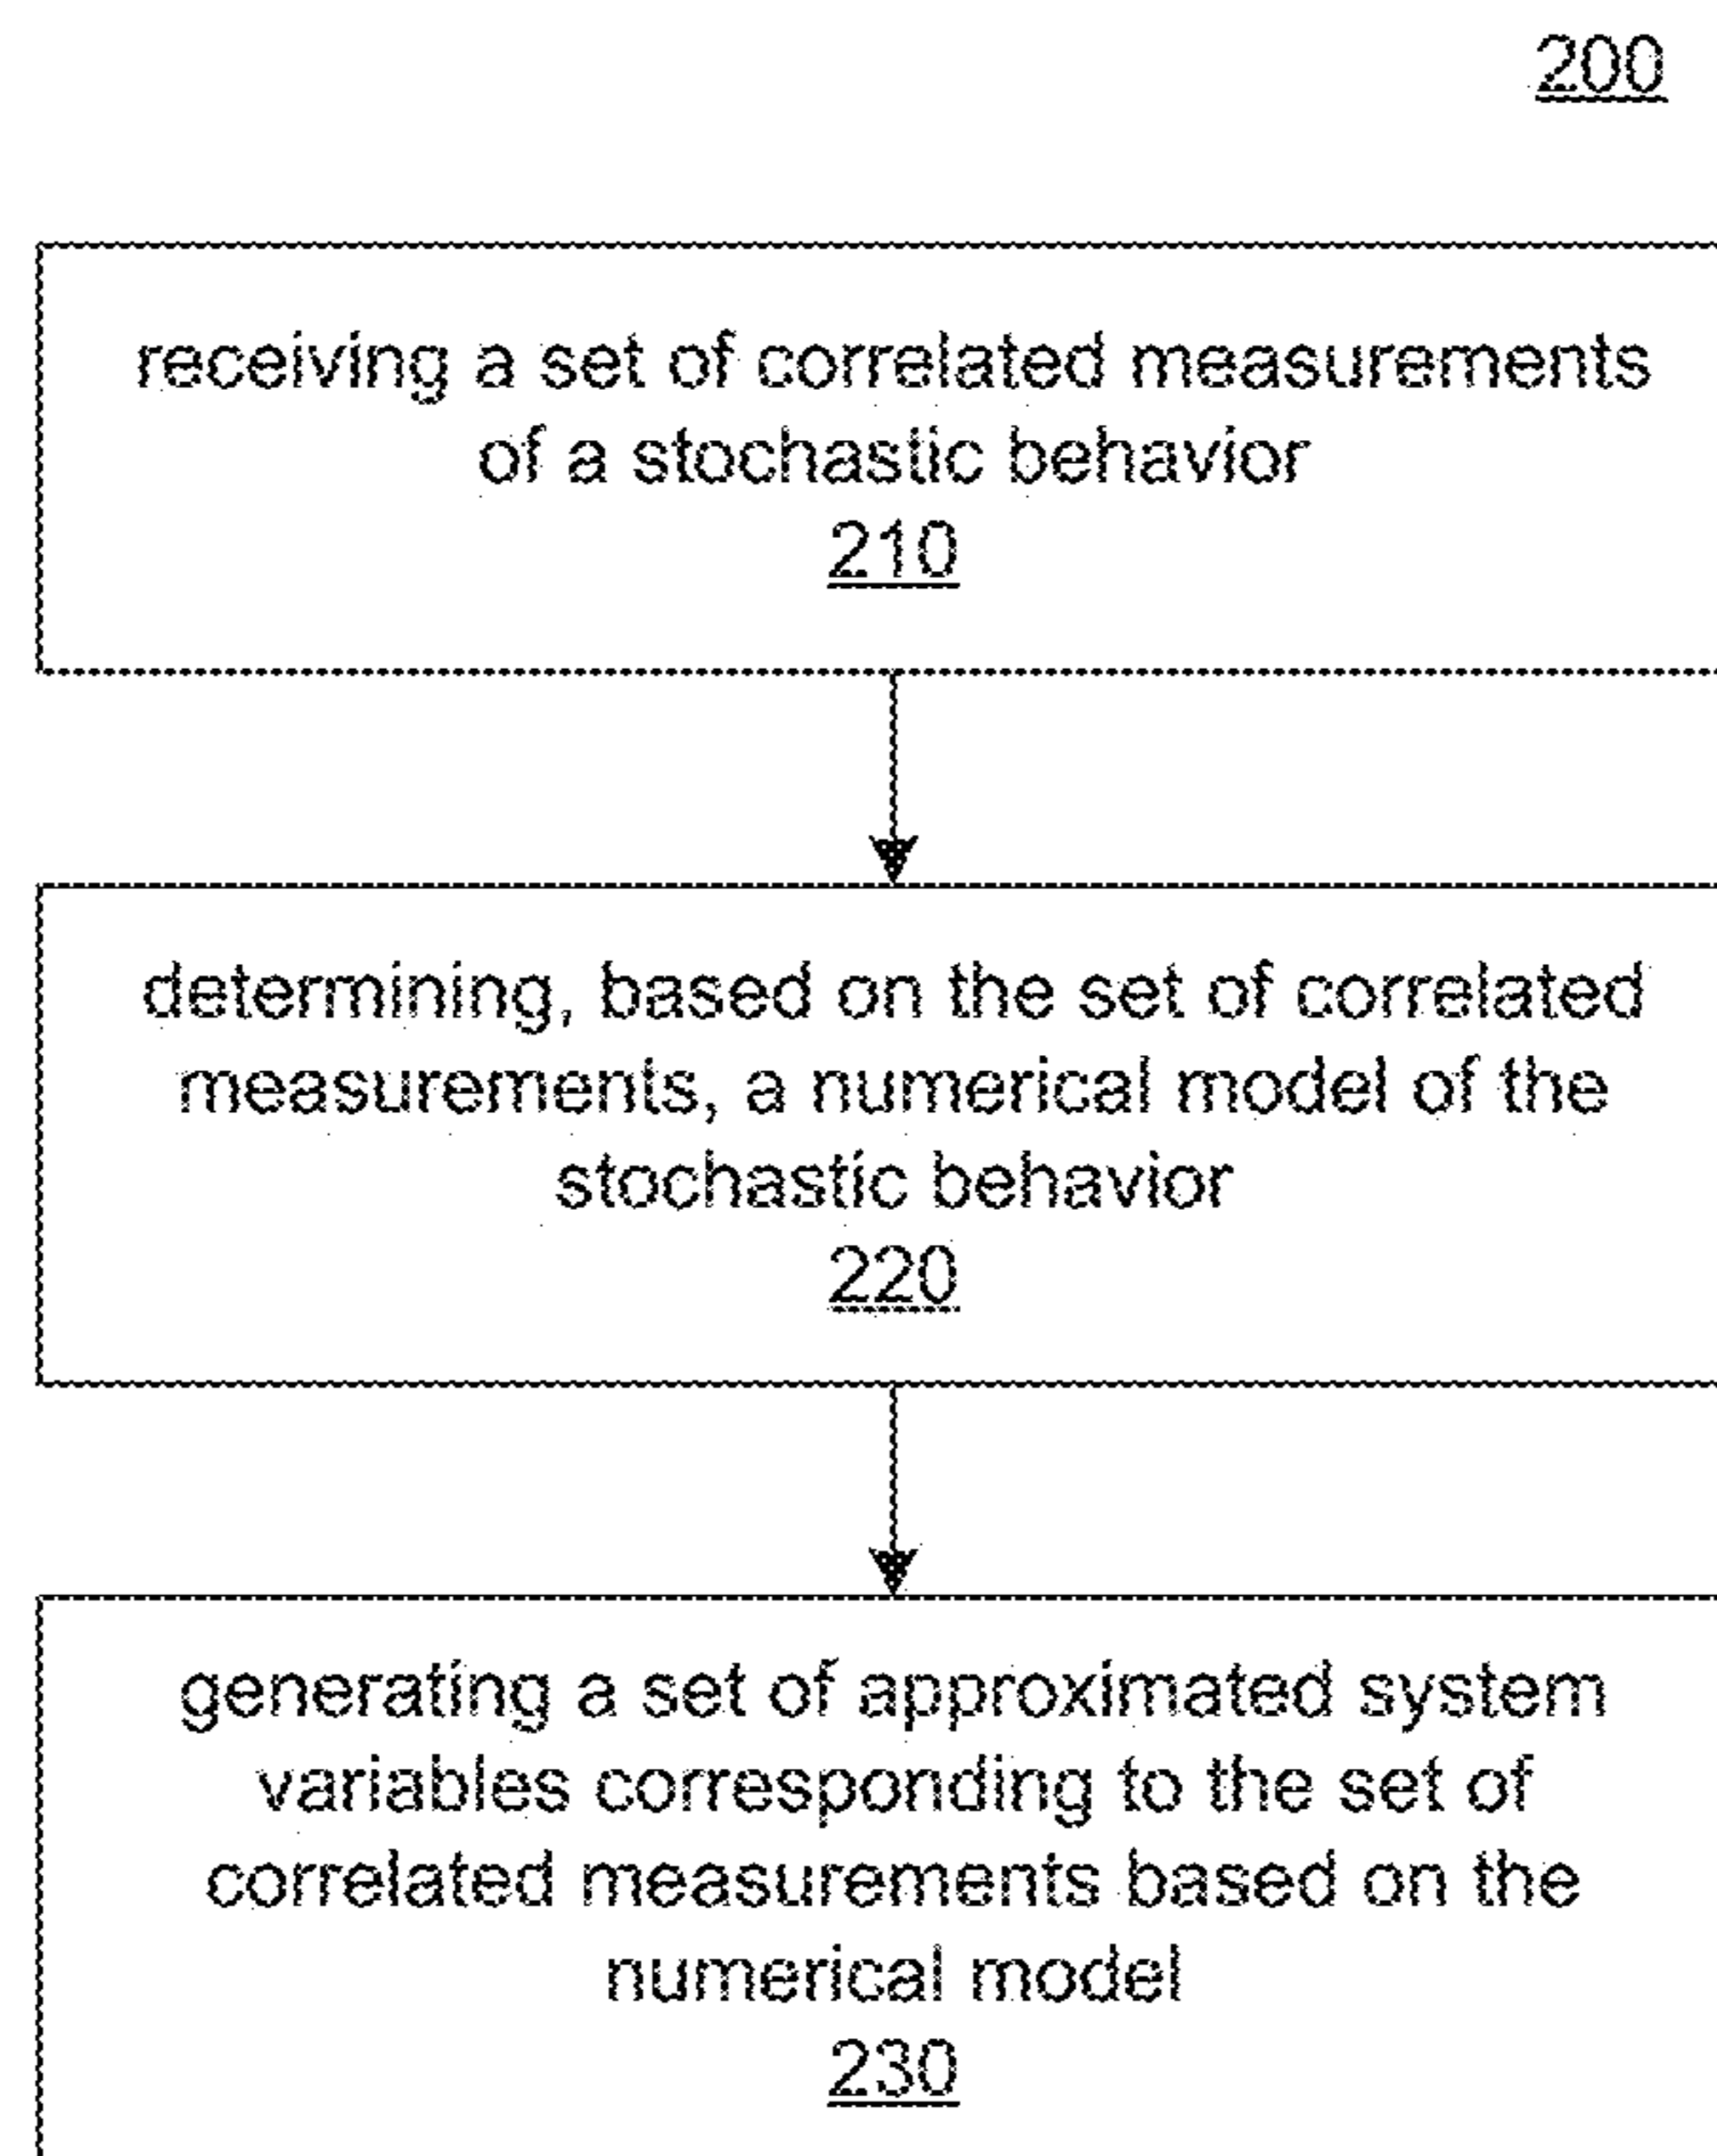 200
receiving a set of correlated measurements
of a stochastic behavior
210
determining, based on the set of correlated
measurements, a numerical model of the
stochastic behavior
220
generating a set of approximated system
variables corresponding to the set of
correlated measurements based on the
numerical model
230